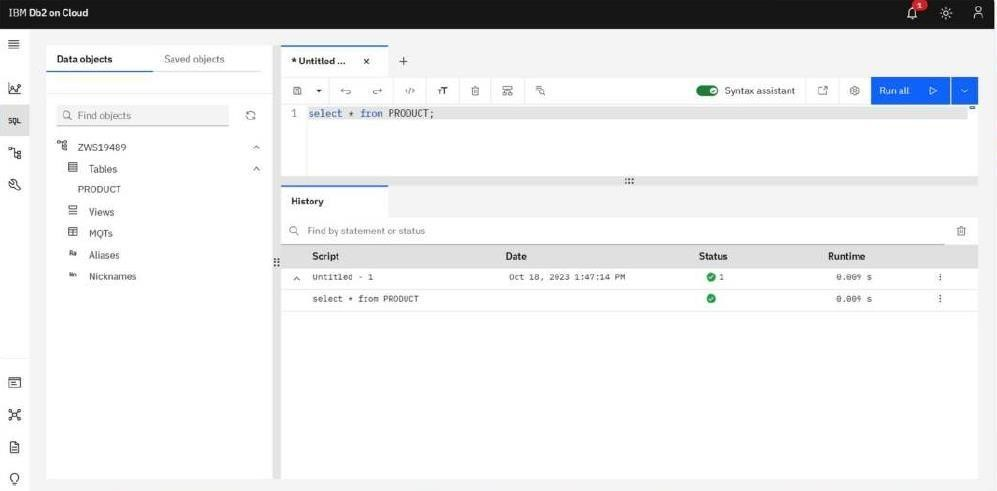 IBM Db2 on Cloud
1
Data objects
Saved objects
* Untitled ...
×
+
SQL
Find objects
ZWS19489
Tables
PRODUCT
Views
MQTs
Aliases
Nicknames
</>
Syntax assistant
Run all
1 select * from PRODUCT;
History
Find by statement or status
Script Date Status Runtime
Untitled - 1 Oct 18, 2023 1:47:14 PM 1 0.009 s
select * from PRODUCT 0.009 s